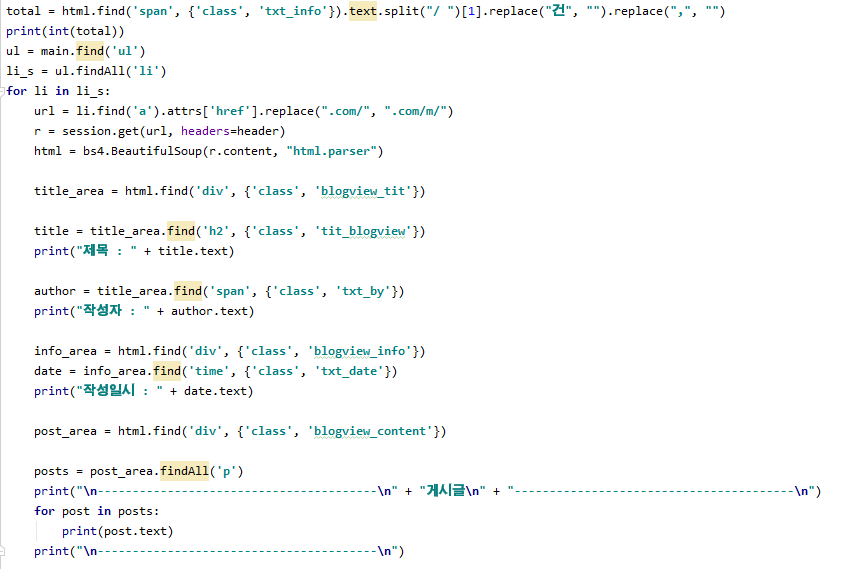 total = html.find('span', {'class', 'txt_info'}).text.split("/ ")[1].replace("건", "").replace(",", "")
print(int(total))
ul = main.find('ul')
li_s = ul.findAll('li')
for li in li_s:
    url = li.find('a').attrs['href'].replace(".com/", ".com/m/")
    r = session.get(url, headers=header)
    html = bs4.BeautifulSoup(r.content, "html.parser")

    title_area = html.find('div', {'class', 'blogview_tit'})

    title = title_area.find('h2', {'class', 'tit_blogview'})
    print("제목 : " + title.text)

    author = title_area.find('span', {'class', 'txt_by'})
    print("작성자 : " + author.text)

    info_area = html.find('div', {'class', 'blogview_info'})
    date = info_area.find('time', {'class', 'txt_date'})
    print("작성일시 : " + date.text)

    post_area = html.find('div', {'class', 'blogview_content'})

    posts = post_area.findAll('p')
    print("\n----------------------------------------\n" + "게시글\n" + "----------------------------------------\n")
    for post in posts:
        print(post.text)
    print("\n----------------------------------------\n")